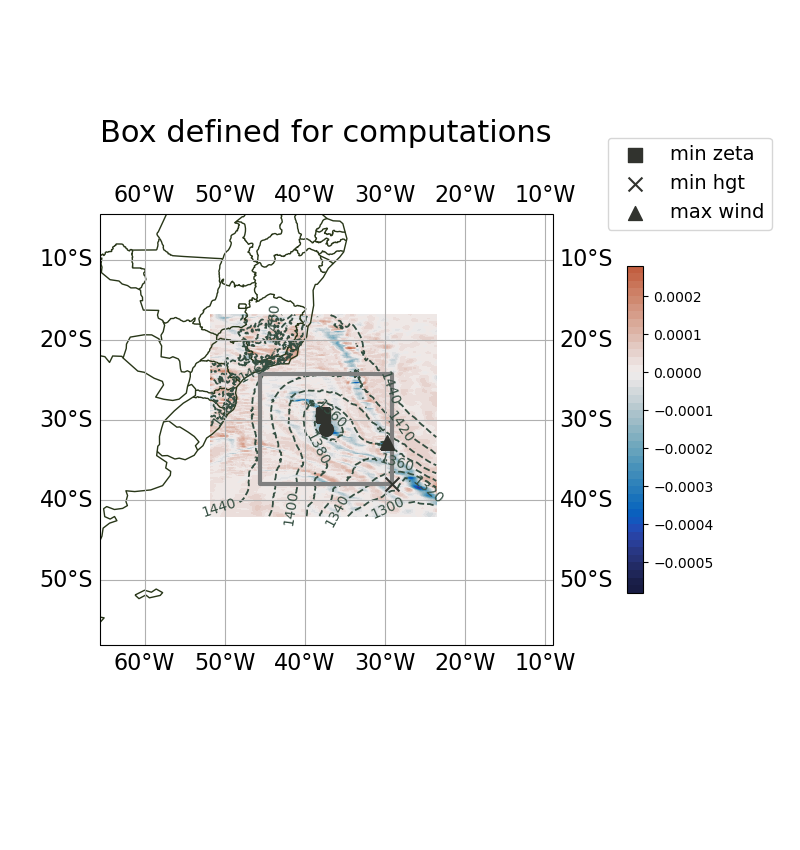 Box defined for computations
min zeta
min hgt
max wind
60°W 50°W 40°W 30°W 20°W 10°W
10°S 10°S
20°S 20°S
30°S 30°S
40°S 40°S
50°S 50°S
60°W 50°W 40°W 30°W 20°W 10°W
1440
1420
1380
1360
1440
1400
1340
1300
0.0002
0.0001
0.0000
−0.0001
−0.0002
−0.0003
−0.0004
−0.0005